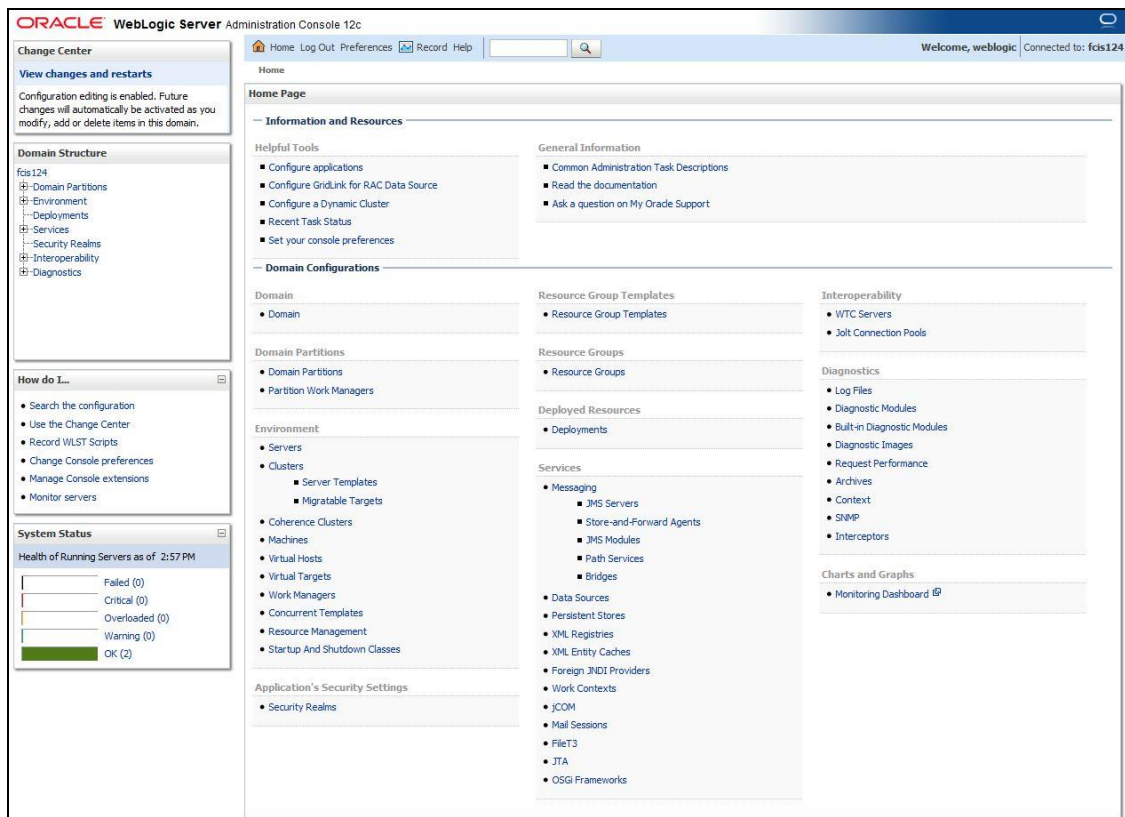 ORACLE WebLogic Server Administration Console 12c
Change Center
View changes and restarts
Configuration editing is enabled. Future
changes will automatically be activated as you
modify, add or delete items in this domain.
Domain Structure
fcis124
Domain Partitions
Environment
Deployments
Services
Security Realms
Interoperability
Diagnostics
How do I...
Search the configuration
Use the Change Center
Record WLST Scripts
Change Console preferences
Manage Console extensions
Monitor servers
System Status
Health of Running Servers as of 2:57 PM
Failed (0)
Critical (0)
Overloaded (0)
Warning (0)
OK (2)
Home Log Out Preferences Record Help
Welcome, weblogic Connected to: fcis124
Home
Home Page
Information and Resources
Helpful Tools
Configure applications
Configure GridLink for RAC Data Source
Configure a Dynamic Cluster
Recent Task Status
Set your console preferences
General Information
Common Administration Task Descriptions
Read the documentation
Ask a question on My Oracle Support
Domain Configurations
Domain
Domain
Domain Partitions
Domain Partitions
Partition Work Managers
Environment
Servers
Clusters
Server Templates
Migratable Targets
Coherence Clusters
Machines
Virtual Hosts
Virtual Targets
Work Managers
Concurrent Templates
Resource Management
Startup And Shutdown Classes
Application's Security Settings
Security Realms
Resource Group Templates
Resource Group Templates
Resource Groups
Resource Groups
Deployed Resources
Deployments
Services
Messaging
JMS Servers
Store-and-Forward Agents
JMS Modules
Path Services
Bridges
Data Sources
Persistent Stores
XML Registries
XML Entity Caches
Foreign JNDI Providers
Work Contexts
jCOM
Mail Sessions
FileT3
JTA
OSGi Frameworks
Interoperability
WTC Servers
Jolt Connection Pools
Diagnostics
Log Files
Diagnostic Modules
Built-in Diagnostic Modules
Diagnostic Images
Request Performance
Archives
Context
SNMP
Interceptors
Charts and Graphs
Monitoring Dashboard